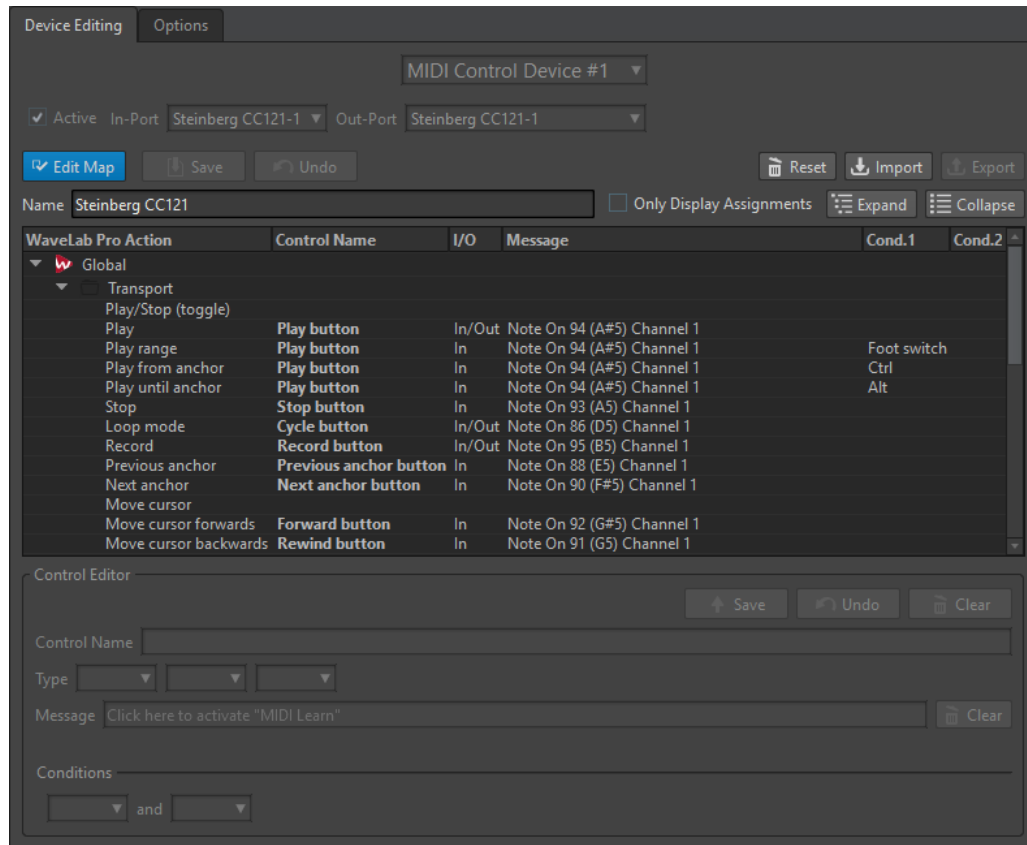 Device Editing Options
MIDI Control Device #1
Active In-Port Steinberg CC121-1 Out-Port Steinberg CC121-1
Edit Map Save Undo Reset Import Export
Name Steinberg CC121 Only Display Assignments Expand Collapse
WaveLab Pro Action Control Name I/O Message Cond.1 Cond.2
Global
Transport
Play/Stop (toggle)
Play Play button In/Out Note On 94 (A#5) Channel 1
Play range Play button In Note On 94 (A#5) Channel 1 Foot switch
Play from anchor Play button In Note On 94 (A#5) Channel 1 Ctrl
Play until anchor Play button In Note On 94 (A#5) Channel 1 Alt
Stop Stop button In Note On 93 (A5) Channel 1
Loop mode Cycle button In/Out Note On 86 (D5) Channel 1
Record Record button In/Out Note On 95 (B5) Channel 1
Previous anchor Previous anchor button In Note On 88 (E5) Channel 1
Next anchor Next anchor button In Note On 90 (F#5) Channel 1
Move cursor
Move cursor forwards Forward button In Note On 92 (G#5) Channel 1
Move cursor backwards Rewind button In Note On 91 (G5) Channel 1
Control Editor
Save Undo Clear
Control Name
Type
Message Click here to activate "MIDI Learn" Clear
Conditions
and